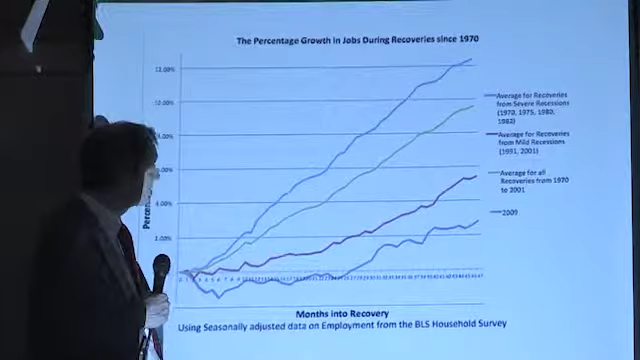 The Percentage Growth in Jobs During Recoveries since 1970
12.00%
10.00%
8.00%
6.00%
4.00%
2.00%
Average for Recoveries
from Severe Recessions
(1970, 1975, 1980,
1982)
Average for Recoveries
from Mild Recessions
(1991, 2001)
Average for all
Recoveries from 1970
to 2001
2009
Months into Recovery
Using Seasonally adjusted data on Employment from the BLS Household Survey